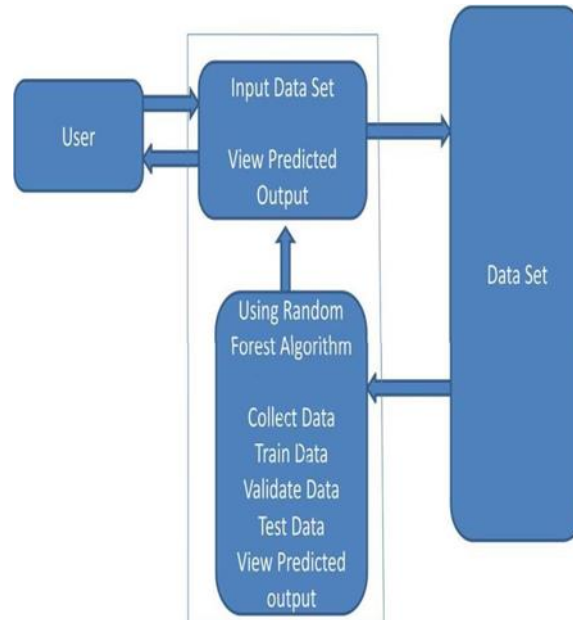 User
Input Data Set
View Predicted
Output
Data Set
Using Random
Forest Algorithm
Collect Data
Train Data
Validate Data
Test Data
View Predicted
output